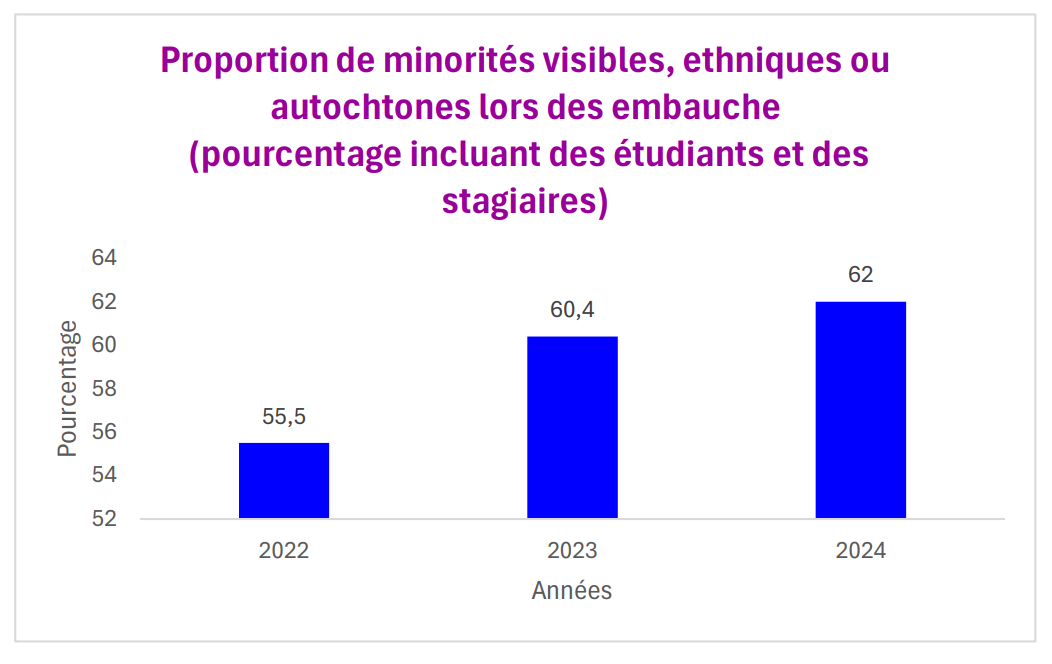 Proportion de minorités visibles, ethniques ou
autochtones lors des embauche
(pourcentage incluant des étudiants et des
stagiaires)
64
62
60
58
56
54
52
Pourcentage
55,5
60,4
62
2022
2023
2024
Années